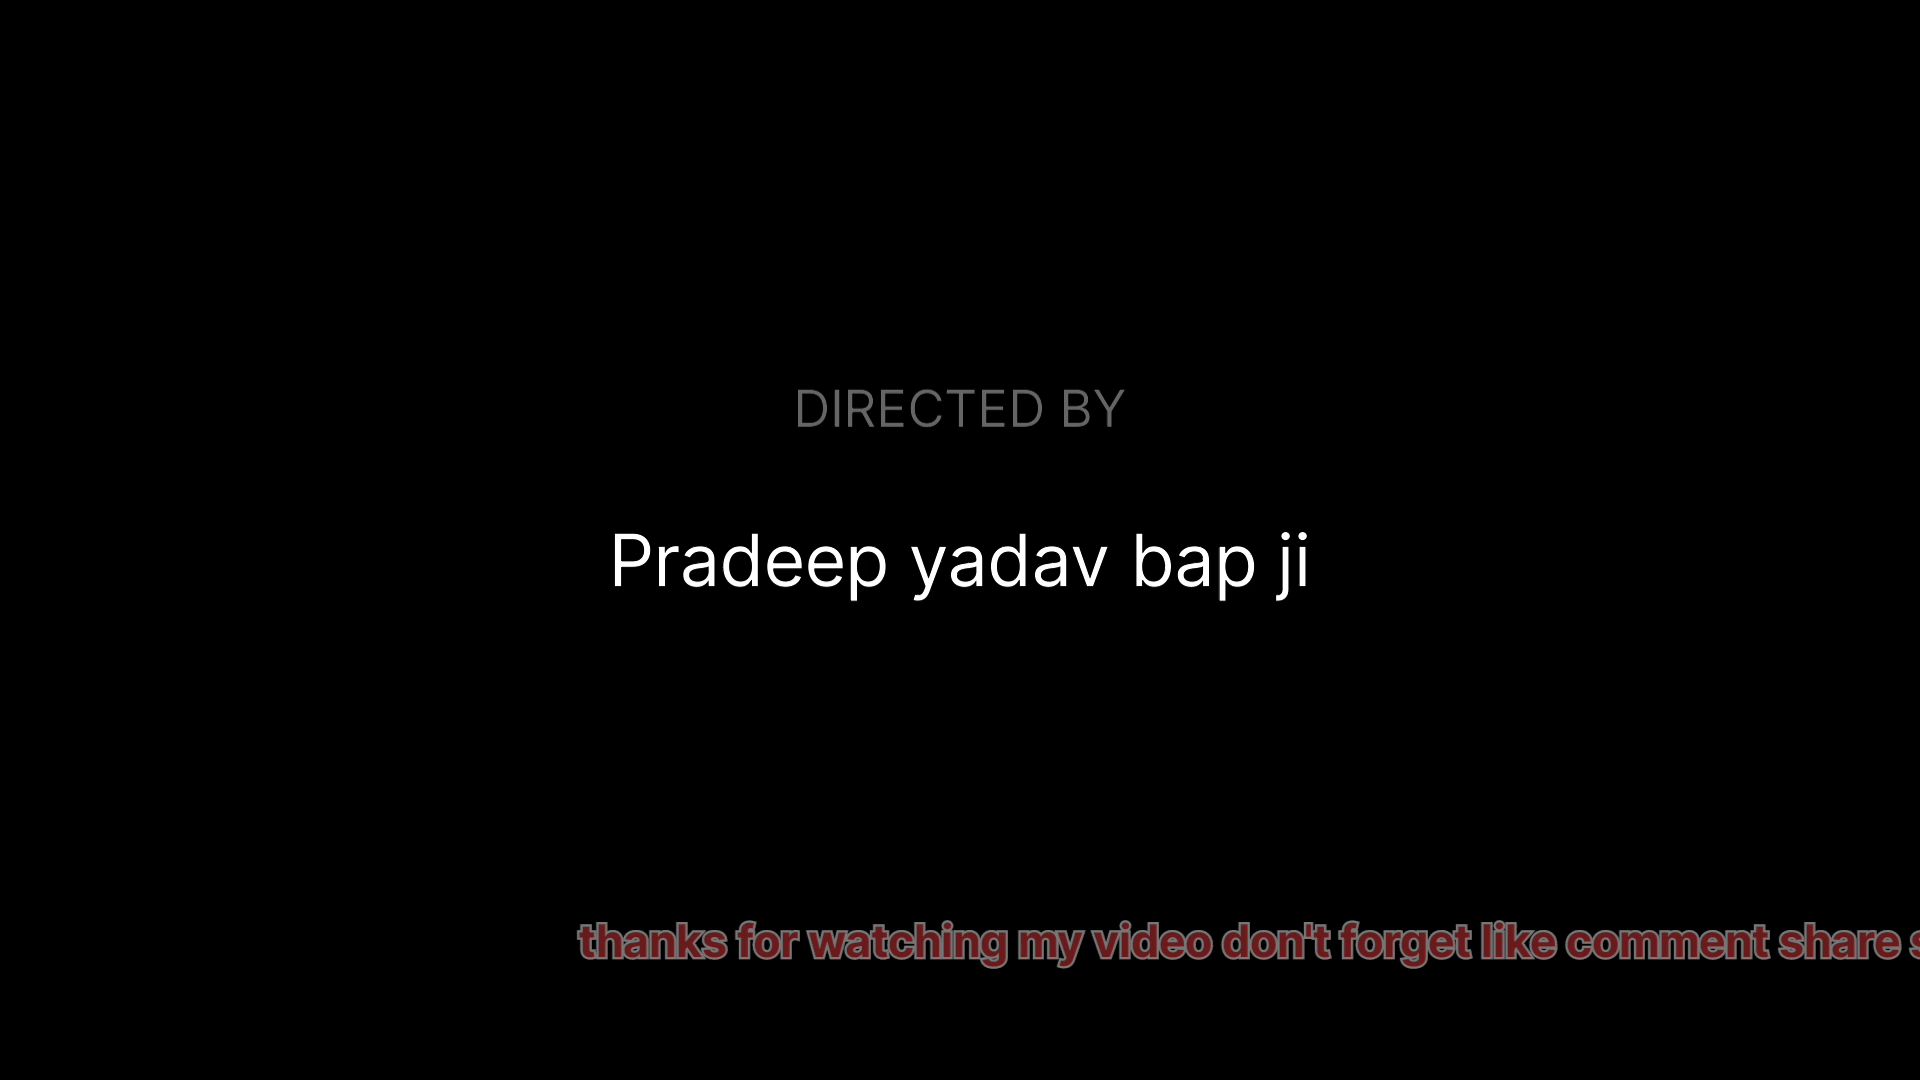 DIRECTED BY
Pradeep yadav bap ji
thanks for watching my video don't forget like comment share s